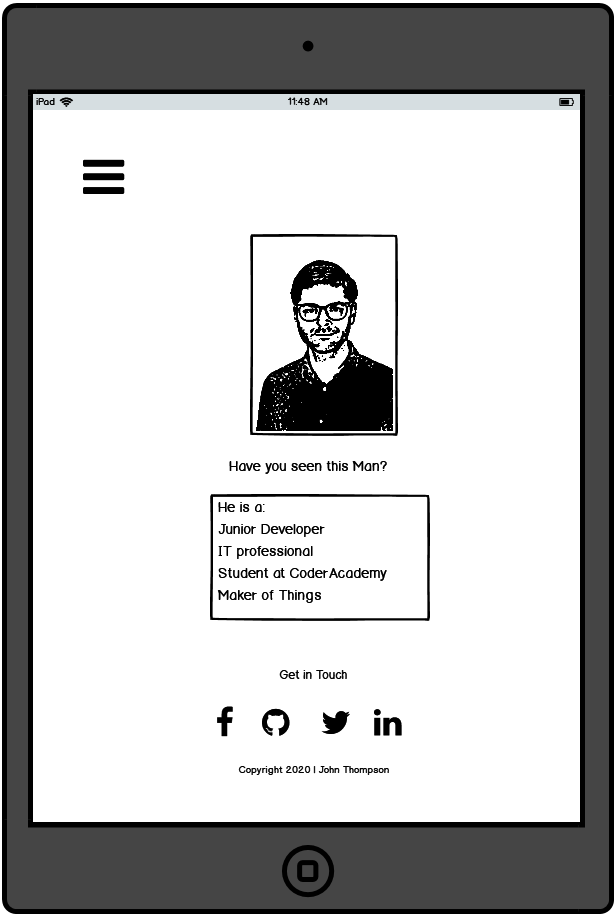 iPad 11:48 AM
Have you seen this Man?
He is a:
Junior Developer
IT professional
Student at CoderAcademy
Maker of Things
Get in Touch
Copyright 2020 | John Thompson